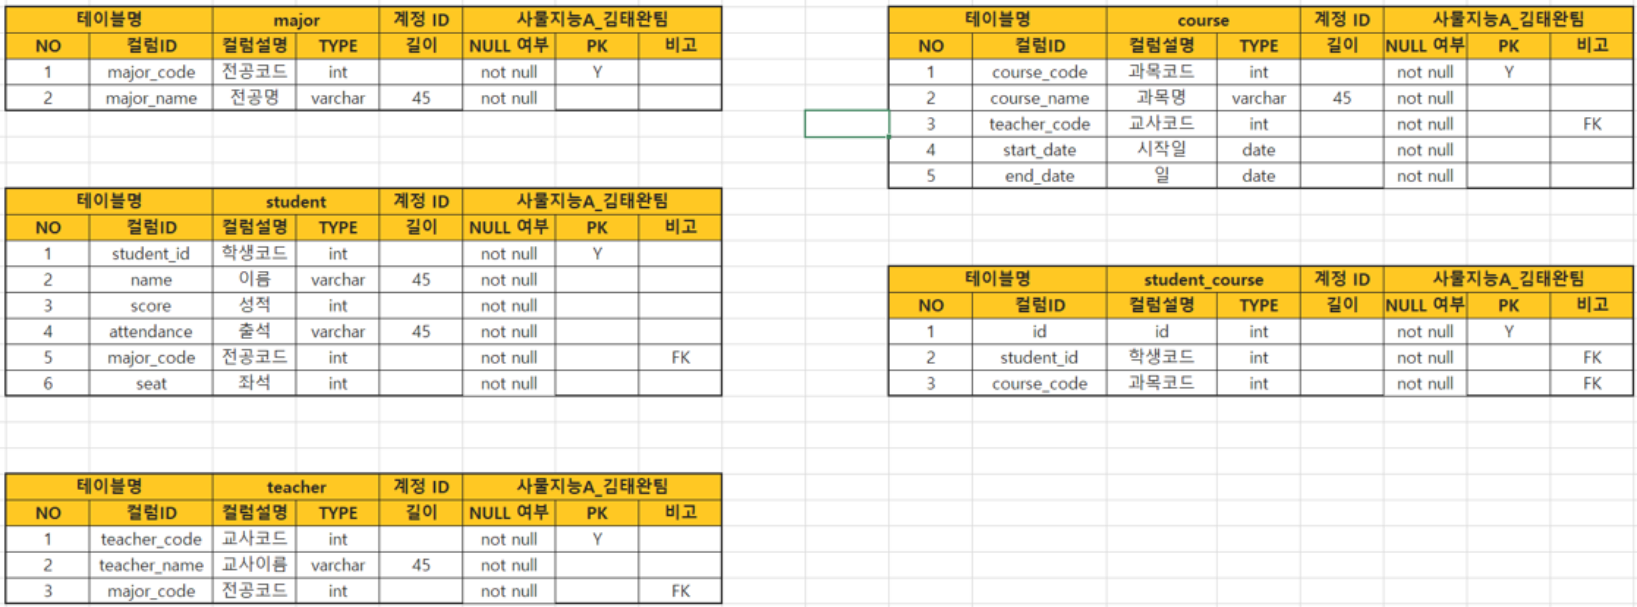 테이블명 major 계정 ID 사물지능A_김태완팀
NO 컬럼ID 컬럼설명 TYPE 길이 NULL 여부 PK 비고
1 major_code 전공코드 int not null Y
2 major_name 전공명 varchar 45 not null
테이블명 student 계정 ID 사물지능A_김태완팀
NO 컬럼ID 컬럼설명 TYPE 길이 NULL 여부 PK 비고
1 student_id 학생코드 int not null Y
2 name 이름 varchar 45 not null
3 score 성적 int not null
4 attendance 출석 varchar 45 not null
5 major_code 전공코드 int not null FK
6 seat 좌석 int not null
테이블명 teacher 계정 ID 사물지능A_김태완팀
NO 컬럼ID 컬럼설명 TYPE 길이 NULL 여부 PK 비고
1 teacher_code 교사코드 int not null Y
2 teacher_name 교사이름 varchar 45 not null
3 major_code 전공코드 int not null FK
테이블명 course 계정 ID 사물지능A_김태완팀
NO 컬럼ID 컬럼설명 TYPE 길이 NULL 여부 PK 비고
1 course_code 과목코드 int not null Y
2 course_name 과목명 varchar 45 not null
3 teacher_code 교사코드 int not null FK
4 start_date 시작일 date not null
5 end_date 일 date not null
테이블명 student_course 계정 ID 사물지능A_김태완팀
NO 컬럼ID 컬럼설명 TYPE 길이 NULL 여부 PK 비고
1 id id int not null Y
2 student_id 학생코드 int not null FK
3 course_code 과목코드 int not null FK